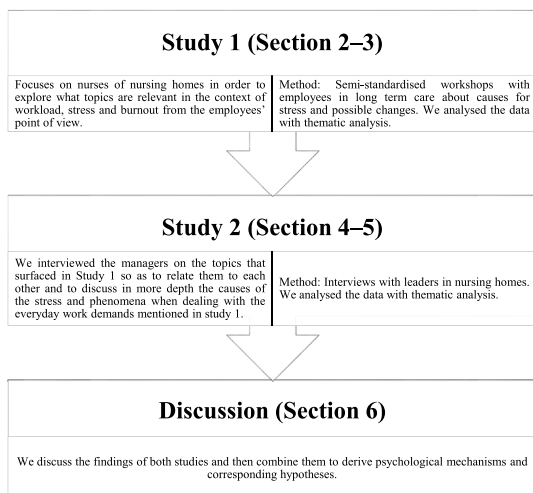 Study 1 (Section 2–3)
Focuses on nurses of nursing homes in order to
explore what topics are relevant in the context of
workload, stress and burnout from the employees'
point of view.
Method: Semi-standardised workshops with
employees in long term care about causes for
stress and possible changes. We analysed the data
with thematic analysis.
Study 2 (Section 4–5)
We interviewed the managers on the topics that
surfaced in Study 1 so as to relate them to each
other and to discuss in more depth the causes of
the stress and phenomena when dealing with the
everyday work demands mentioned in study 1.
Method: Interviews with leaders in nursing homes.
We analysed the data with thematic analysis.
Discussion (Section 6)
We discuss the findings of both studies and then combine them to derive psychological mechanisms and
corresponding hypotheses.